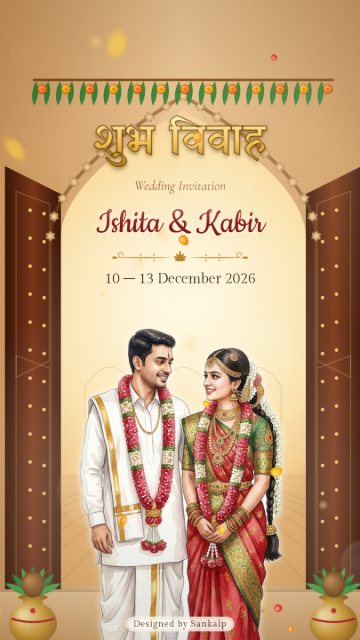 शुभ विवाह
Wedding Invitation
Ishita & Kabir
10 — 13 December 2026
Designed by Sankalp